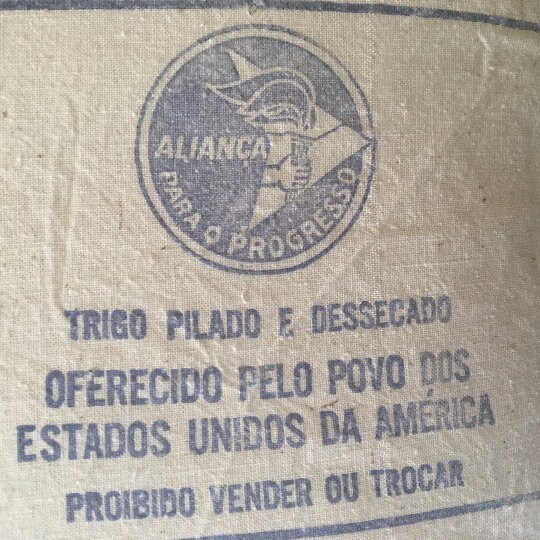 ALIANÇA
PARA O PROGRESSO
TRIGO PILADO E DESSECADO
OFERECIDO PELO POVO DOS
ESTADOS UNIDOS DA AMÉRICA
PROIBIDO VENDER OU TROCAR